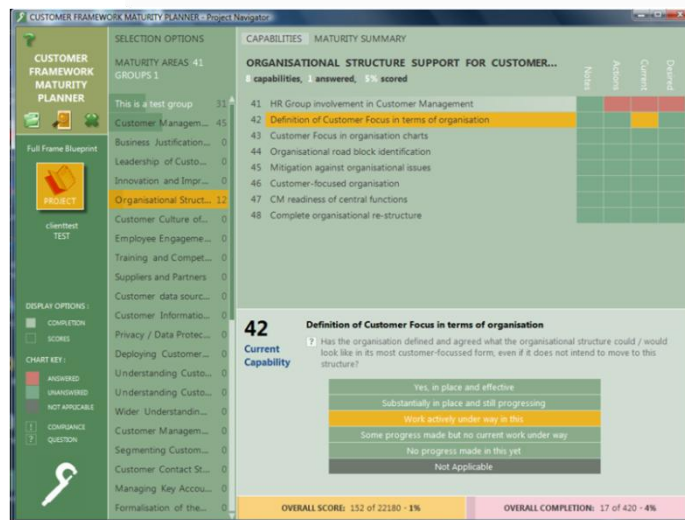 CUSTOMER FRAMEWORK MATURITY PLANNER - Project Navigator
CUSTOMER
FRAMEWORK
MATURITY
PLANNER
Full Frame Blueprint
PROJECT
clienttest
TEST
DISPLAY OPTIONS :
COMPLETION
SCORES
CHART KEY :
ANSWERED
UNANSWERED
NOT APPLICABLE
! COMPLIANCE
? QUESTION
SELECTION OPTIONS
MATURITY AREAS 41
GROUPS 1
This is a test group 31
Customer Managem... 45
Business Justification... 0
Leadership of Custo... 0
Innovation and Impr... 0
Organisational Struct... 12
Customer Culture of... 0
Employee Engageme... 0
Training and Compet... 0
Suppliers and Partners 0
Customer data sourc... 0
Customer Informatio... 0
Privacy / Data Protec... 0
Deploying Customer... 0
Understanding Custo... 0
Understanding Custo... 0
Wider Understandin... 0
Customer Managem... 0
Segmenting Custom... 0
Customer Contact St... 0
Managing Key Accou... 0
Formalisation of the... 0
CAPABILITIES MATURITY SUMMARY
ORGANISATIONAL STRUCTURE SUPPORT FOR CUSTOMER...
8 capabilities, 1 answered, 5% scored
Notes
Actions
Current
Desired
41 HR Group involvement in Customer Management
42 Definition of Customer Focus in terms of organisation
43 Customer Focus in organisation charts
44 Organisational road block identification
45 Mitigation against organisational issues
46 Customer-focused organisation
47 CM readiness of central functions
48 Complete organisational re-structure
42
Current
Capability
Definition of Customer Focus in terms of organisation
? Has the organisation defined and agreed what the organisational structure could / would
look like in its most customer-focussed form, even if it does not intend to move to this
structure?
Yes, in place and effective
Substantially in place and still progressing
Work actively under way in this
Some progress made but no current work under way
No progress made in this yet
Not Applicable
OVERALL SCORE: 152 of 22180 - 1%
OVERALL COMPLETION: 17 of 420 - 4%